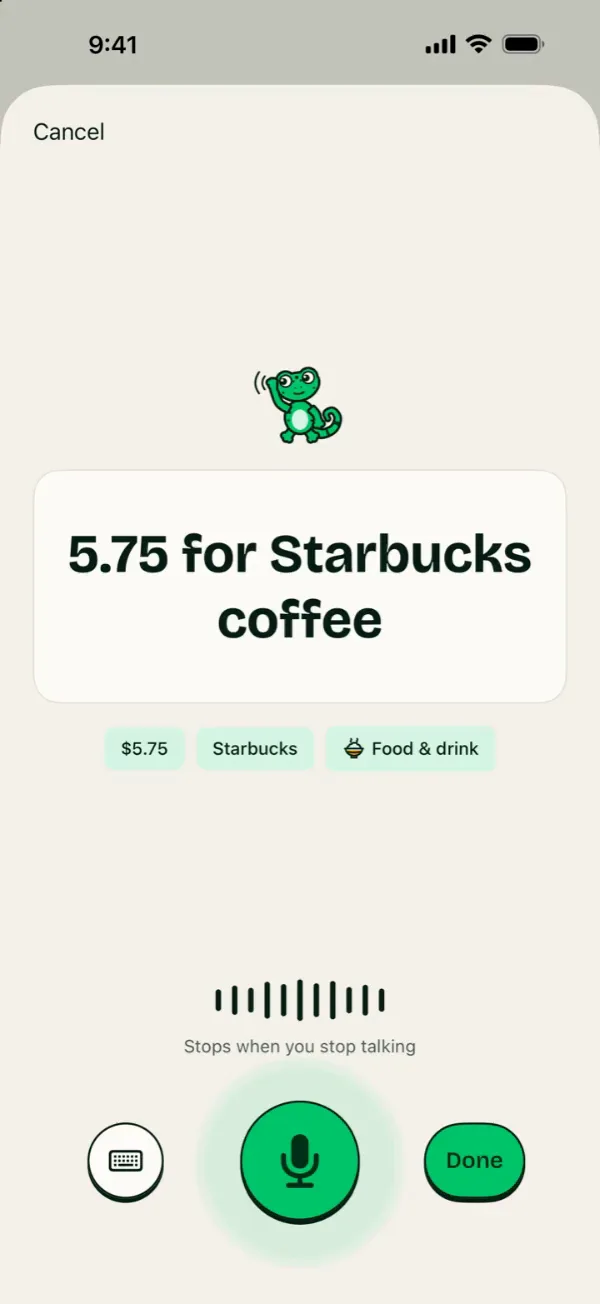 9:41
Cancel
5.75 for Starbucks
coffee
$5.75
Starbucks
Food & drink
Stops when you stop talking
Done